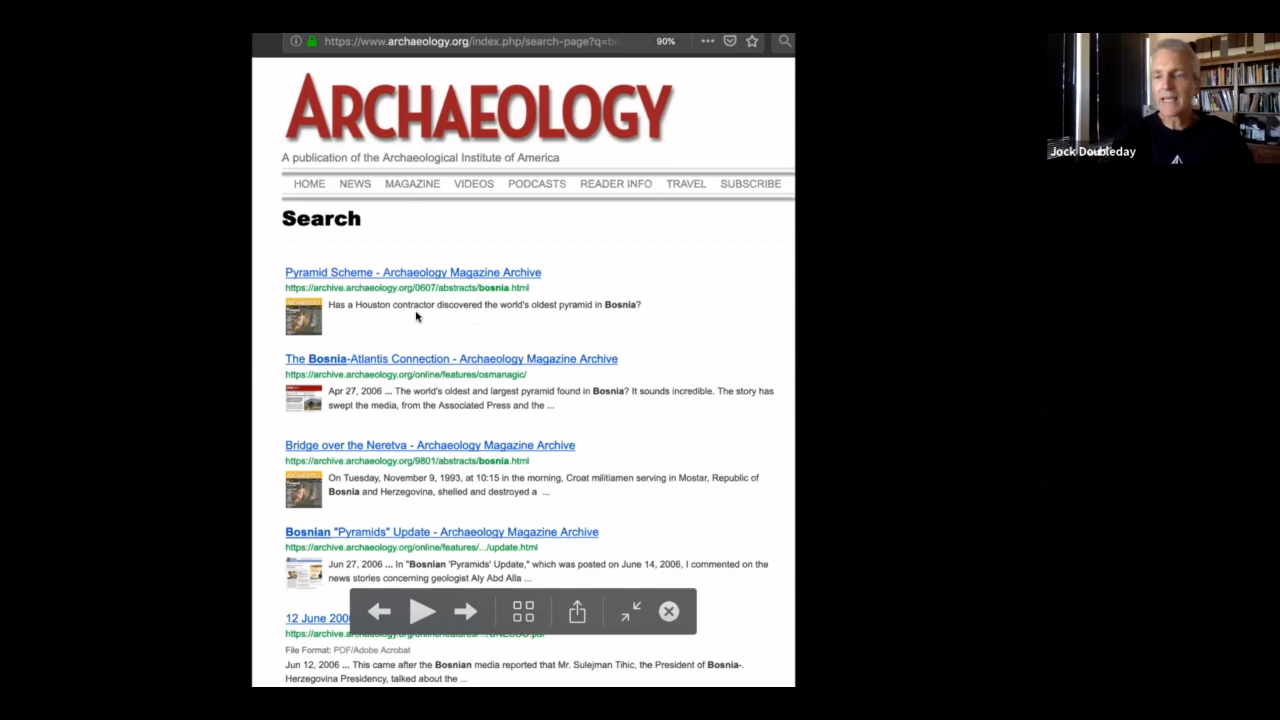 https://www.archaeology.org/index.php/search-page?q=bo
90%
ARCHAEOLOGY
A publication of the Archaeological Institute of America
HOME NEWS MAGAZINE VIDEOS PODCASTS READER INFO TRAVEL SUBSCRIBE
Search
Pyramid Scheme - Archaeology Magazine Archive
https://archive.archaeology.org/0607/abstracts/bosnia.html
Has a Houston contractor discovered the world's oldest pyramid in Bosnia?
The Bosnia-Atlantis Connection - Archaeology Magazine Archive
https://archive.archaeology.org/online/features/osmanagic/
Apr 27, 2006 ... The world's oldest and largest pyramid found in Bosnia? It sounds incredible. The story has
swept the media, from the Associated Press and the ...
Bridge over the Neretva - Archaeology Magazine Archive
https://archive.archaeology.org/9801/abstracts/bosnia.html
On Tuesday, November 9, 1993, at 10:15 in the morning, Croat militiamen serving in Mostar, Republic of
Bosnia and Herzegovina, shelled and destroyed a ...
Bosnian "Pyramids" Update - Archaeology Magazine Archive
https://archive.archaeology.org/online/features/.../update.html
Jun 27, 2006 ... In "Bosnian 'Pyramids' Update," which was posted on June 14, 2006, I commented on the
news stories concerning geologist Aly Abd Alla ...
12 June 200
File Format: PDF/Adobe Acrobat
Jun 12, 2006 ... This came after the Bosnian media reported that Mr. Sulejman Tihic, the President of Bosnia-.
Herzegovina Presidency, talked about the ...
Jock Doubleday